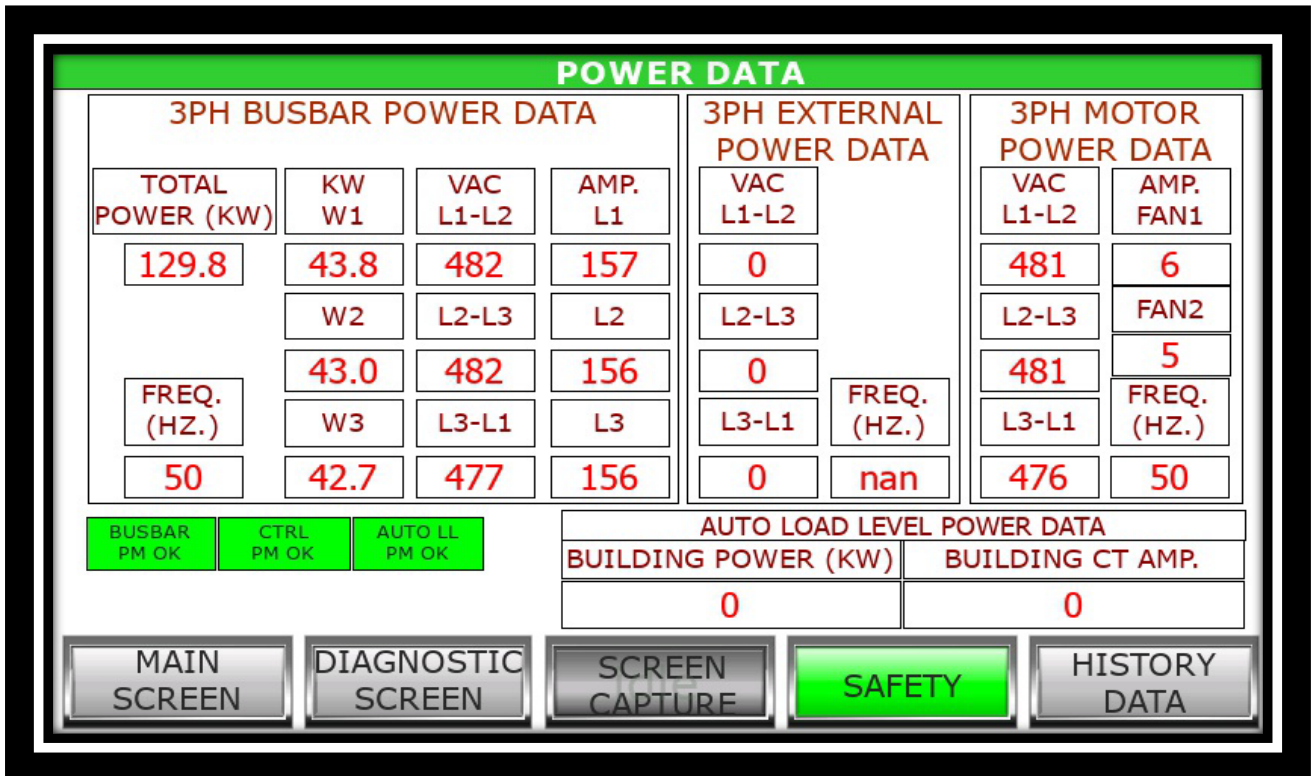 POWER DATA
3PH BUSBAR POWER DATA
TOTAL
POWER (KW)
KW
W1
VAC
L1-L2
AMP.
L1
129.8
43.8
482
157
W2
L2-L3
L2
43.0
482
156
FREQ.
(HZ.)
W3
L3-L1
L3
50
42.7
477
156
3PH EXTERNAL
POWER DATA
VAC
L1-L2
0
L2-L3
0
L3-L1
FREQ.
(HZ.)
0
nan
3PH MOTOR
POWER DATA
VAC
L1-L2
AMP.
FAN1
481
6
L2-L3
FAN2
481
5
L3-L1
FREQ.
(HZ.)
476
50
BUSBAR
PM OK
CTRL
PM OK
AUTO LL
PM OK
AUTO LOAD LEVEL POWER DATA
BUILDING POWER (KW)
BUILDING CT AMP.
0
0
MAIN
SCREEN
DIAGNOSTIC
SCREEN
SCREEN
idle
CAPTURE
SAFETY
HISTORY
DATA